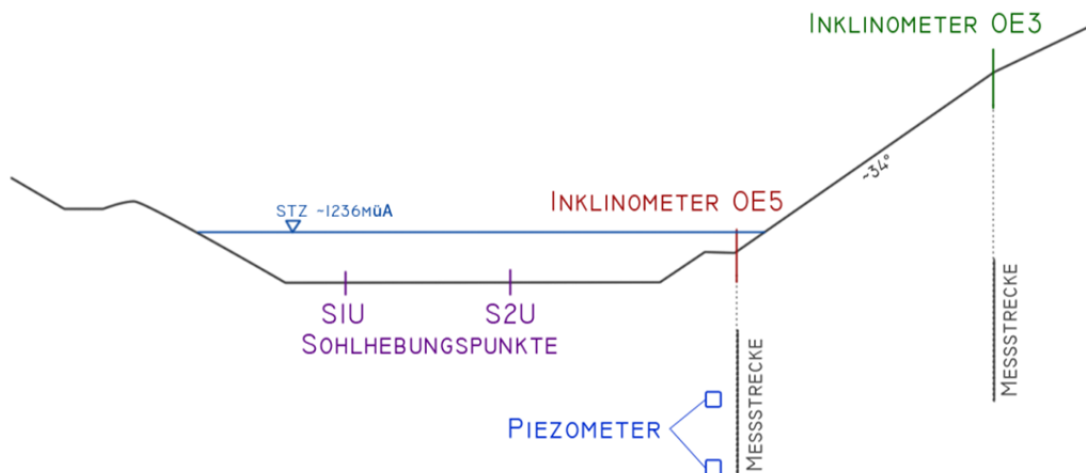 INKLINOMETER OE3
~34°
INKLINOMETER OE5
STZ ~1236MüA
S1U
S2U
SOHLHEBUNGSPUNKTE
MESSSTRECKE
MESSSTRECKE
PIEZOMETER